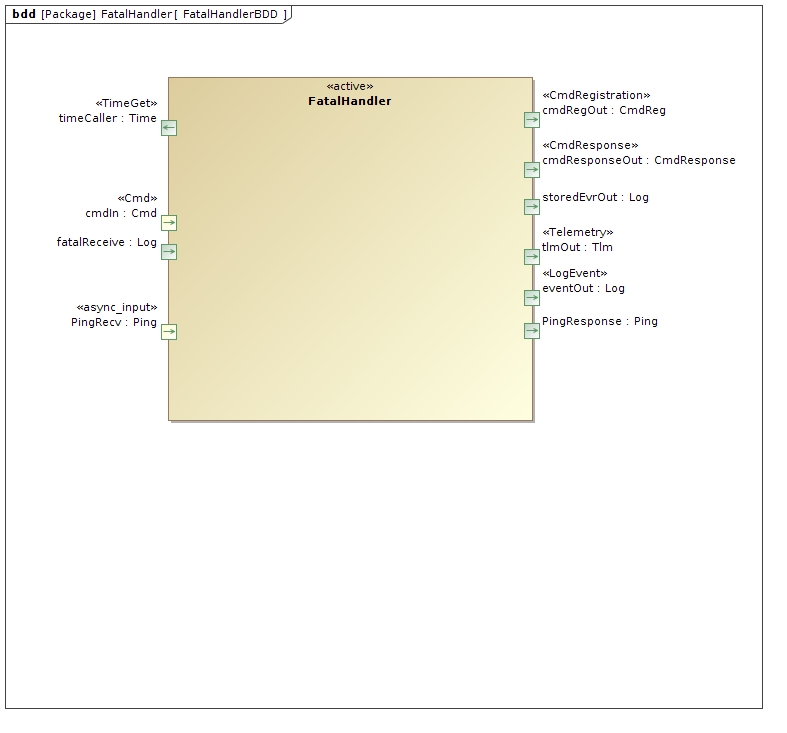 bdd [Package] FatalHandler[ FatalHandlerBDD ]
«active»
FatalHandler
«TimeGet»
timeCaller : Time
«Cmd»
cmdIn : Cmd
fatalReceive : Log
«async_input»
PingRecv : Ping
«CmdRegistration»
cmdRegOut : CmdReg
«CmdResponse»
cmdResponseOut : CmdResponse
storedEvrOut : Log
«Telemetry»
tlmOut : Tlm
«LogEvent»
eventOut : Log
PingResponse : Ping